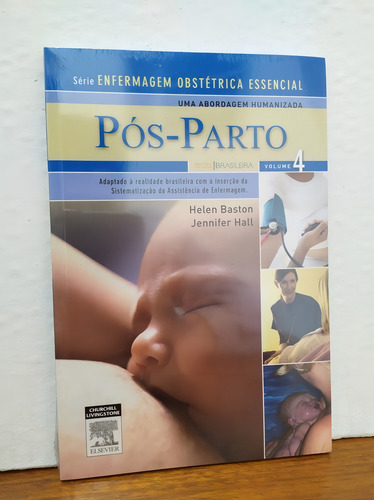 Série ENFERMAGEM OBSTÉTRICA ESSENCIAL
UMA ABORDAGEM HUMANIZADA
PÓS-PARTO
BRASILEIRA
VOLUME 4
Adaptado à realidade brasileira com a inserção da
Sistematização da Assistência de Enfermagem.
Helen Baston
Jennifer Hall
CHURCHILL
LIVINGSTONE
ELSEVIER